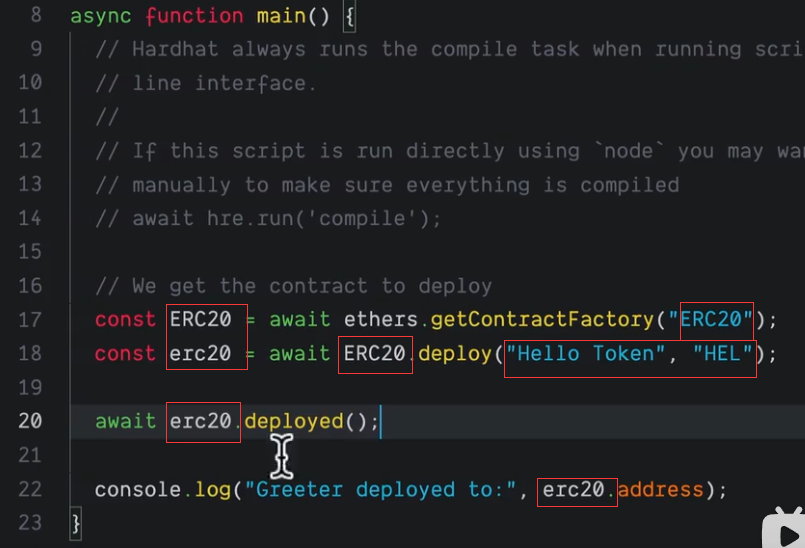 8 async function main() {
9 // Hardhat always runs the compile task when running scri
10 // line interface.
11 //
12 // If this script is run directly using `node` you may wa
13 // manually to make sure everything is compiled
14 // await hre.run('compile');
15
16 // We get the contract to deploy
17 const ERC20 = await ethers.getContractFactory("ERC20");
18 const erc20 = await ERC20.deploy("Hello Token", "HEL");
19
20 await erc20.deployed();
21
22 console.log("Greeter deployed to:", erc20.address);
23 }